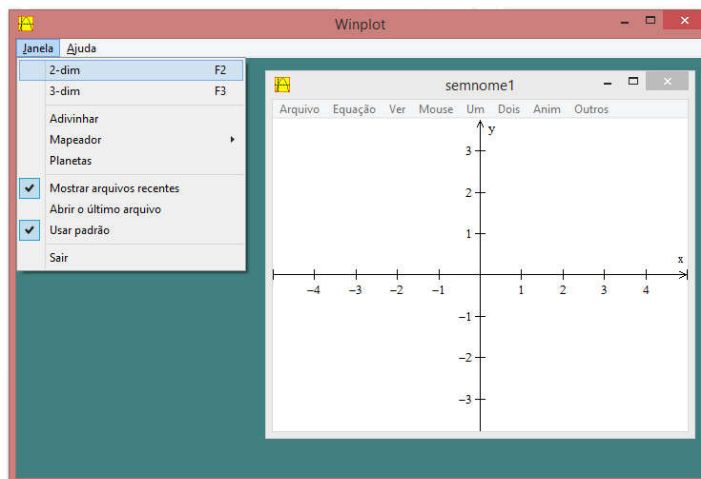 Winplot
Janela Ajuda
2-dim F2
3-dim F3
Adivinhar
Mapeador
Planetas
Mostrar arquivos recentes
Abrir o último arquivo
Usar padrão
Sair
semnome1
Arquivo Equação Ver Mouse Um Dois Anim Outros
y
3
2
1
x
−4 −3 −2 −1 1 2 3 4
−1
−2
−3